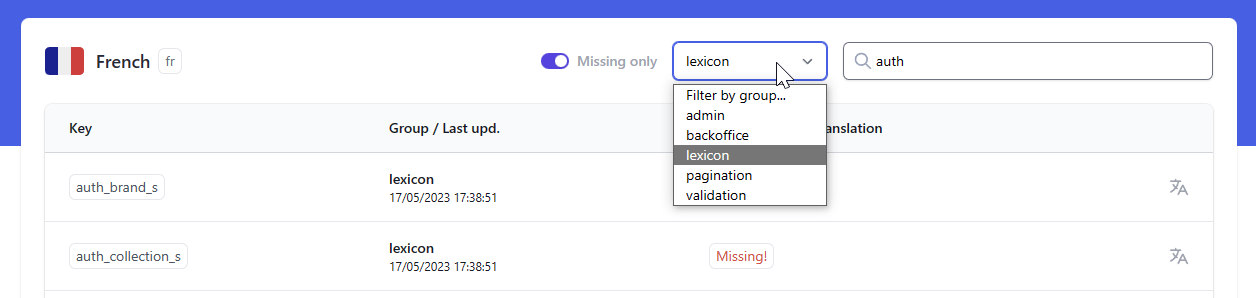 French fr
Missing only
lexicon
auth
Filter by group...
admin
backoffice
lexicon
pagination
validation
Key
Group / Last upd.
anslation
auth_brand_s
lexicon
17/05/2023 17:38:51
auth_collection_s
lexicon
17/05/2023 17:38:51
Missing!